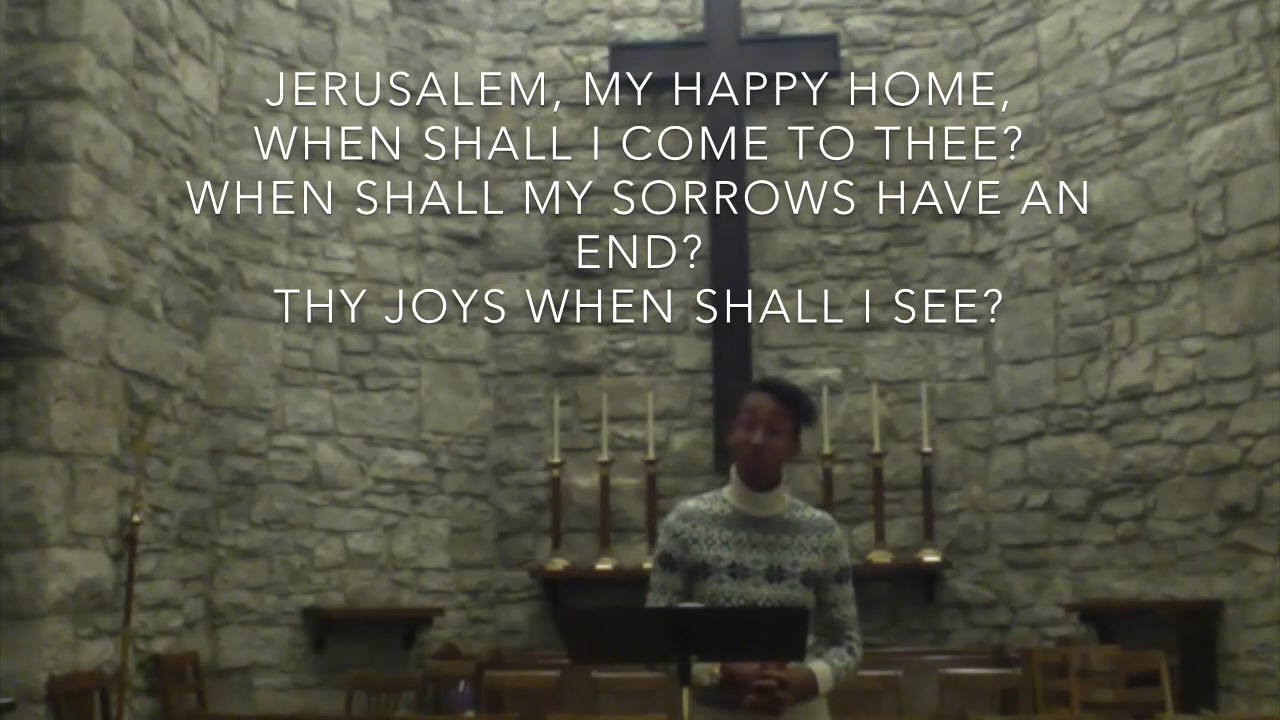 JERUSALEM, MY HAPPY HOME,
WHEN SHALL I COME TO THEE?
WHEN SHALL MY SORROWS HAVE AN
END?
THY JOYS WHEN SHALL I SEE?